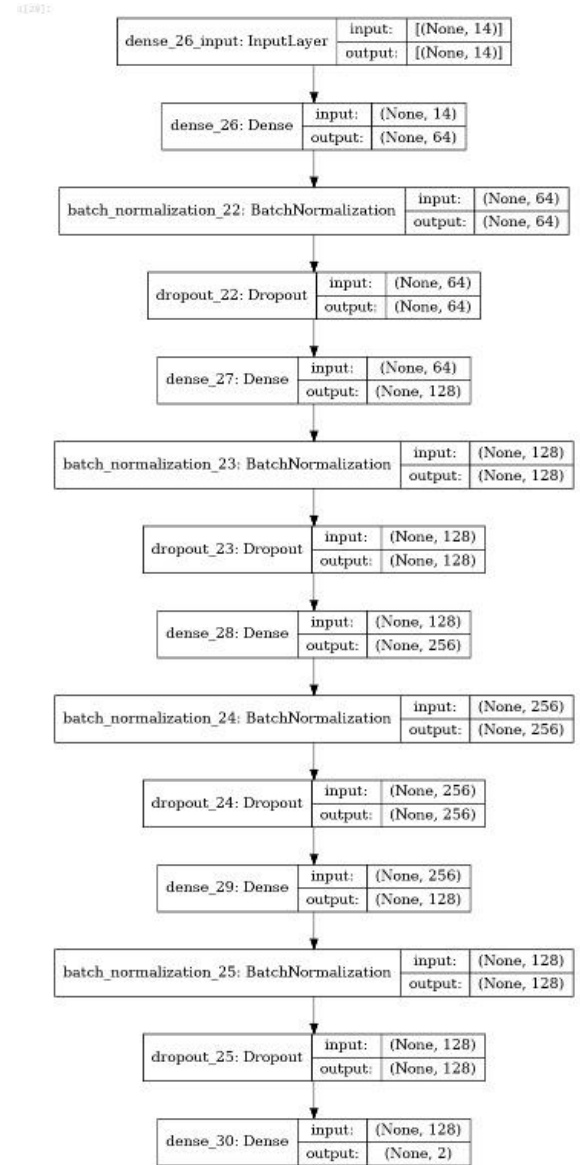 dense_26_input: InputLayer
input: [(None, 14)]
output: [(None, 14)]
dense_26: Dense
input: (None, 14)
output: (None, 64)
batch_normalization_22: BatchNormalization
input: (None, 64)
output: (None, 64)
dropout_22: Dropout
input: (None, 64)
output: (None, 64)
dense_27: Dense
input: (None, 64)
output: (None, 128)
batch_normalization_23: BatchNormalization
input: (None, 128)
output: (None, 128)
dropout_23: Dropout
input: (None, 128)
output: (None, 128)
dense_28: Dense
input: (None, 128)
output: (None, 256)
batch_normalization_24: BatchNormalization
input: (None, 256)
output: (None, 256)
dropout_24: Dropout
input: (None, 256)
output: (None, 256)
dense_29: Dense
input: (None, 256)
output: (None, 128)
batch_normalization_25: BatchNormalization
input: (None, 128)
output: (None, 128)
dropout_25: Dropout
input: (None, 128)
output: (None, 128)
dense_30: Dense
input: (None, 128)
output: (None, 2)